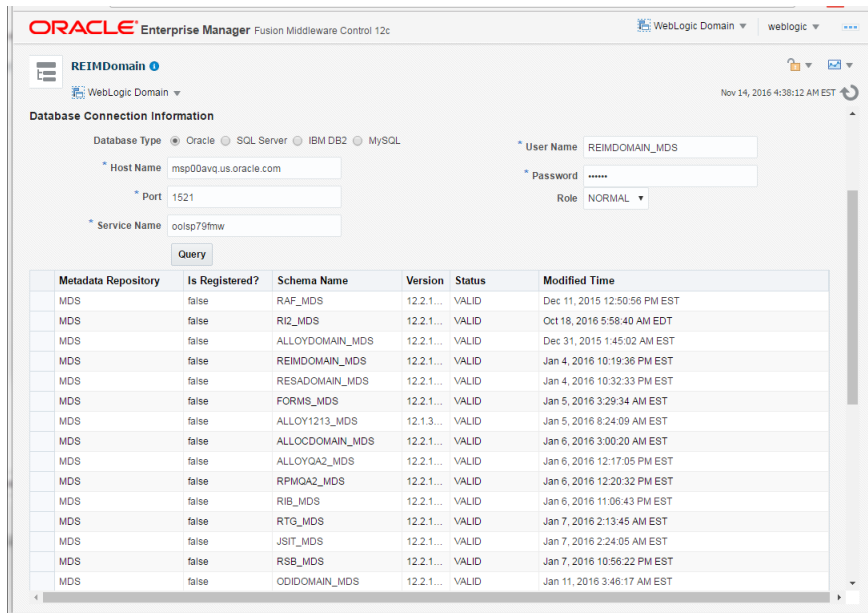 ORACLE Enterprise Manager Fusion Middleware Control 12c WebLogic Domain weblogic
REIMDomain
WebLogic Domain Nov 14, 2016 4:38:12 AM EST
Database Connection Information
Database Type Oracle SQL Server IBM DB2 MySQL
* User Name REIMDOMAIN_MDS
* Host Name msp00avq.us.oracle.com
* Password ••••••
* Port 1521
Role NORMAL
* Service Name oolsp79fmw
Query
Metadata Repository Is Registered? Schema Name Version Status Modified Time
MDS false RAF_MDS 12.2.1... VALID Dec 11, 2015 12:50:56 PM EST
MDS false RI2_MDS 12.2.1... VALID Oct 18, 2016 5:58:40 AM EDT
MDS false ALLOYDOMAIN_MDS 12.2.1... VALID Dec 31, 2015 1:45:02 AM EST
MDS false REIMDOMAIN_MDS 12.2.1... VALID Jan 4, 2016 10:19:36 PM EST
MDS false RESADOMAIN_MDS 12.2.1... VALID Jan 4, 2016 10:32:33 PM EST
MDS false FORMS_MDS 12.2.1... VALID Jan 5, 2016 3:29:34 AM EST
MDS false ALLOY1213_MDS 12.1.3... VALID Jan 5, 2016 8:24:09 AM EST
MDS false ALLOCDOMAIN_MDS 12.2.1... VALID Jan 6, 2016 3:00:20 AM EST
MDS false ALLOYQA2_MDS 12.2.1... VALID Jan 6, 2016 12:17:05 PM EST
MDS false RPMQA2_MDS 12.2.1... VALID Jan 6, 2016 12:20:32 PM EST
MDS false RIB_MDS 12.2.1... VALID Jan 6, 2016 11:06:43 PM EST
MDS false RTG_MDS 12.2.1... VALID Jan 7, 2016 2:13:45 AM EST
MDS false JSIT_MDS 12.2.1... VALID Jan 7, 2016 2:24:05 AM EST
MDS false RSB_MDS 12.2.1... VALID Jan 7, 2016 10:56:22 PM EST
MDS false ODIDOMAIN_MDS 12.2.1... VALID Jan 11, 2016 3:46:17 AM EST